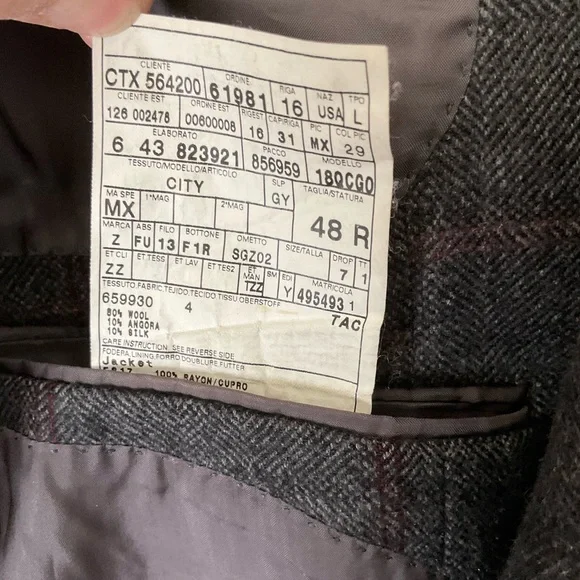 CLIENTE ORDINE RIGA NAZ TPO
CTX 564200 61981 16 USA L
CLIENTE EST ORDINE EST RIGEST CAPIRIGA PIC COL PIC
126 002478 00600008 16 31 MX 29
ELABORATO PACCO MODELLO
6 43 823921 856959 18QCGO
TESSUTO/MODELLO/ARTICOLO SLP TAGLIA/STATURA
CITY GY 48 R
MA SPE 1°MAG 2°MAG
MX
MARCA ABS FILO BOTTONE OMETTO SIZE/TALLA DROP TT
Z FU 13 F1R SGZ02 7 1
ET CLI ET TESS ET LAV ET TES2 ET MAN SM EDI MATRICOLA
ZZ TZZ Y 495493 1
TESSUTO, FABRIC, TEJIDO, TECIDO, TISSU OBERSTOFF
659930 4 TAC
80% WOOL
10% ANGORA
10% SILK
CARE INSTRUCTION: SEE REVERSE SIDE
FODERA LINING FORRO DOUBLURE FUTTER
Jacket
100% RAYON/CUPRO